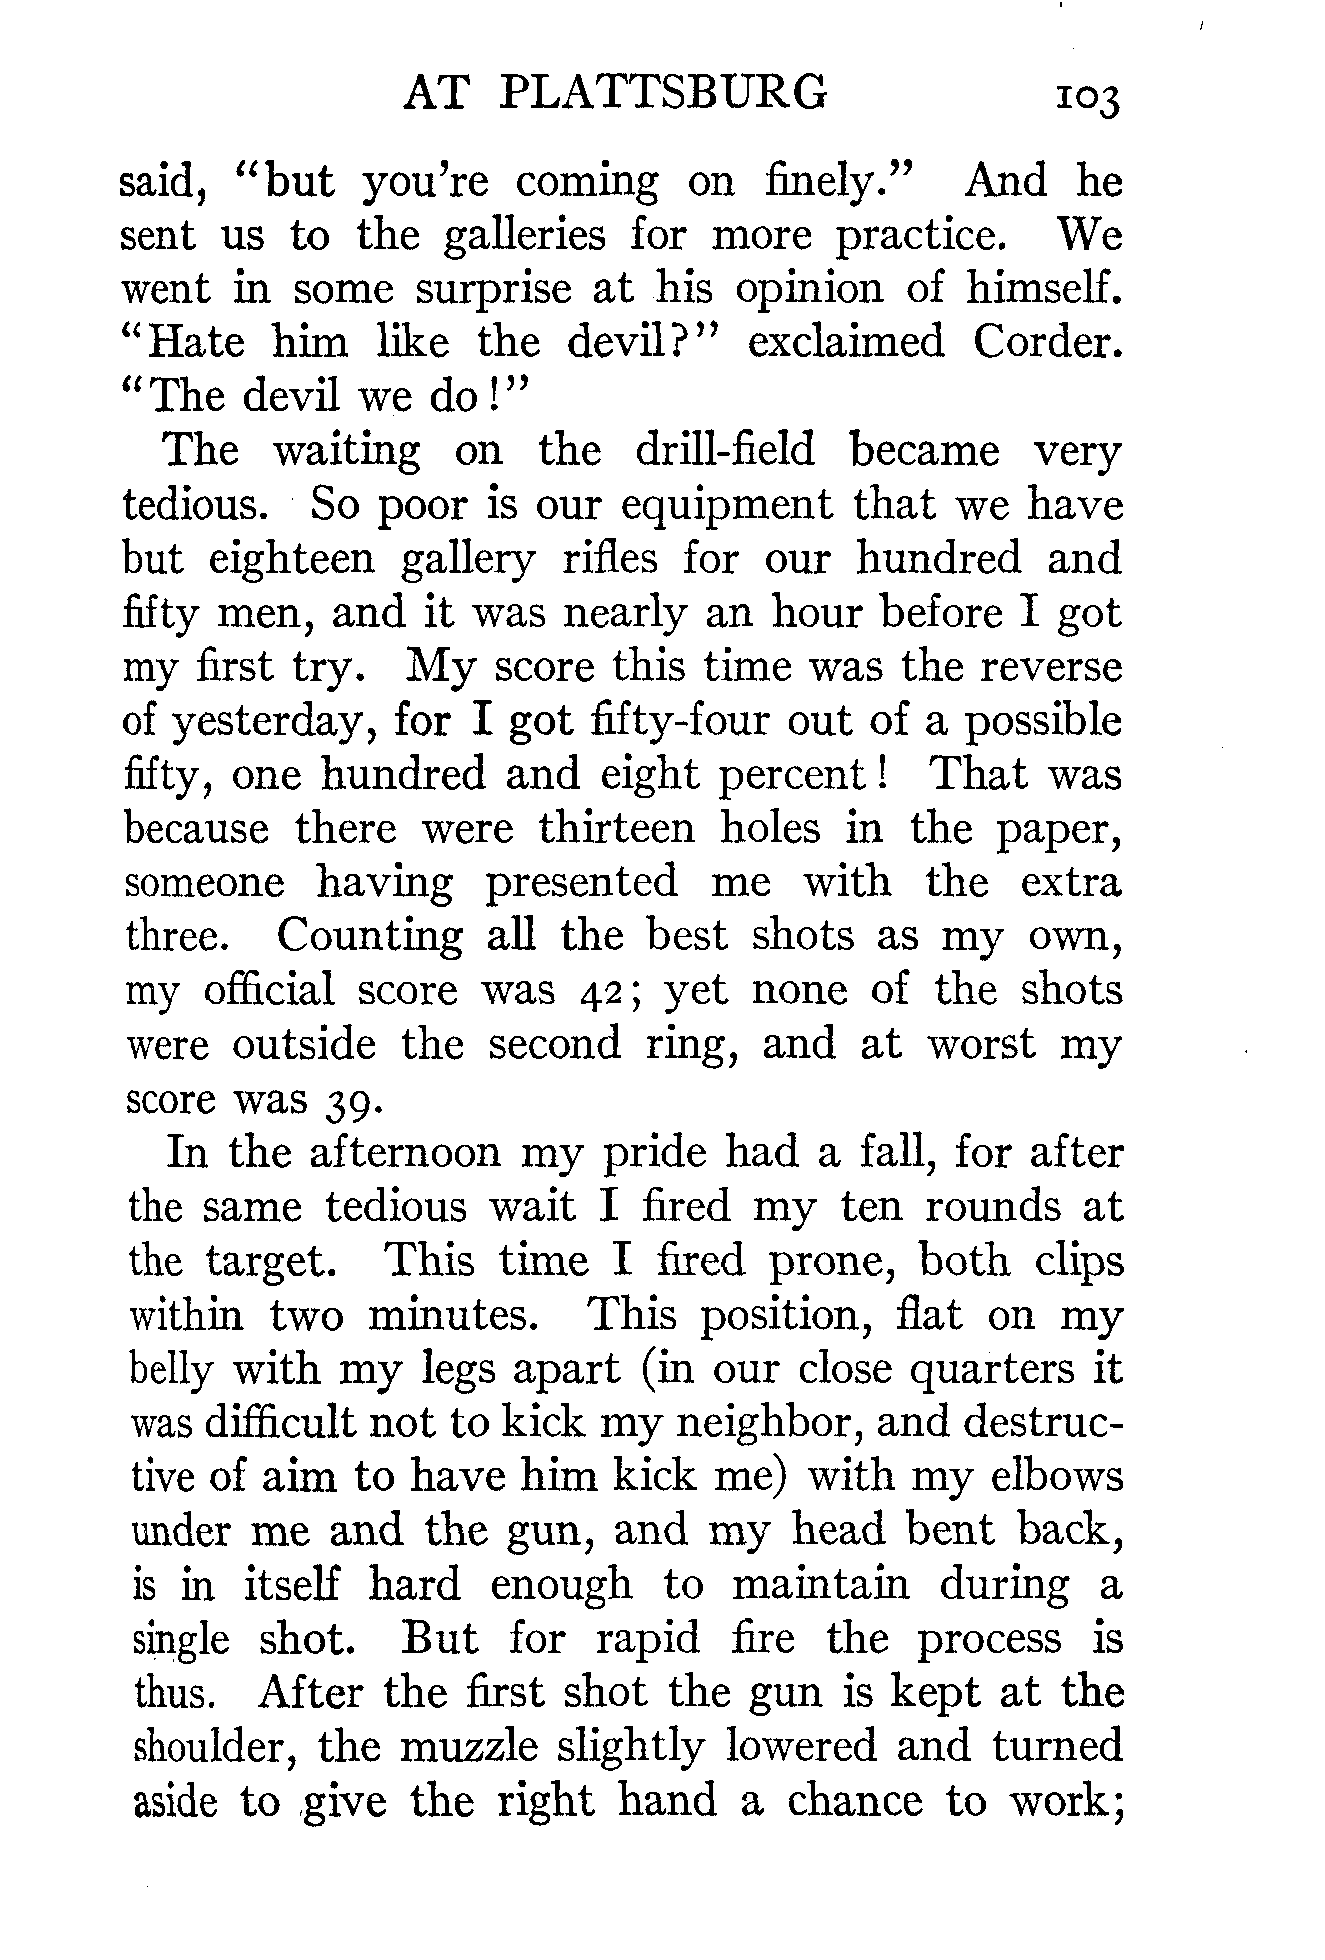 AT PLATTSBURG 103
said, "but you're coming on finely." And he
sent us to the galleries for more practice. We
went in some surprise at his opinion of himself.
"Hate him like the devil?" exclaimed Corder.
"The devil we do!"
The waiting on the drill-field became very
tedious. So poor is our equipment that we have
but eighteen gallery rifles for our hundred and
fifty men, and it was nearly an hour before I got
my first try. My score this time was the reverse
of yesterday, for I got fifty-four out of a possible
fifty, one hundred and eight percent! That was
because there were thirteen holes in the paper,
someone having presented me with the extra
three. Counting all the best shots as my own,
my official score was 42; yet none of the shots
were outside the second ring, and at worst my
score was 39.
In the afternoon my pride had a fall, for after
the same tedious wait I fired my ten rounds at
the target. This time I fired prone, both clips
within two minutes. This position, flat on my
belly with my legs apart (in our close quarters it
was difficult not to kick my neighbor, and destruc-
tive of aim to have him kick me) with my elbows
under me and the gun, and my head bent back,
is in itself hard enough to maintain during a
single shot. But for rapid fire the process is
thus. After the first shot the gun is kept at the
shoulder, the muzzle slightly lowered and turned
aside to give the right hand a chance to work;